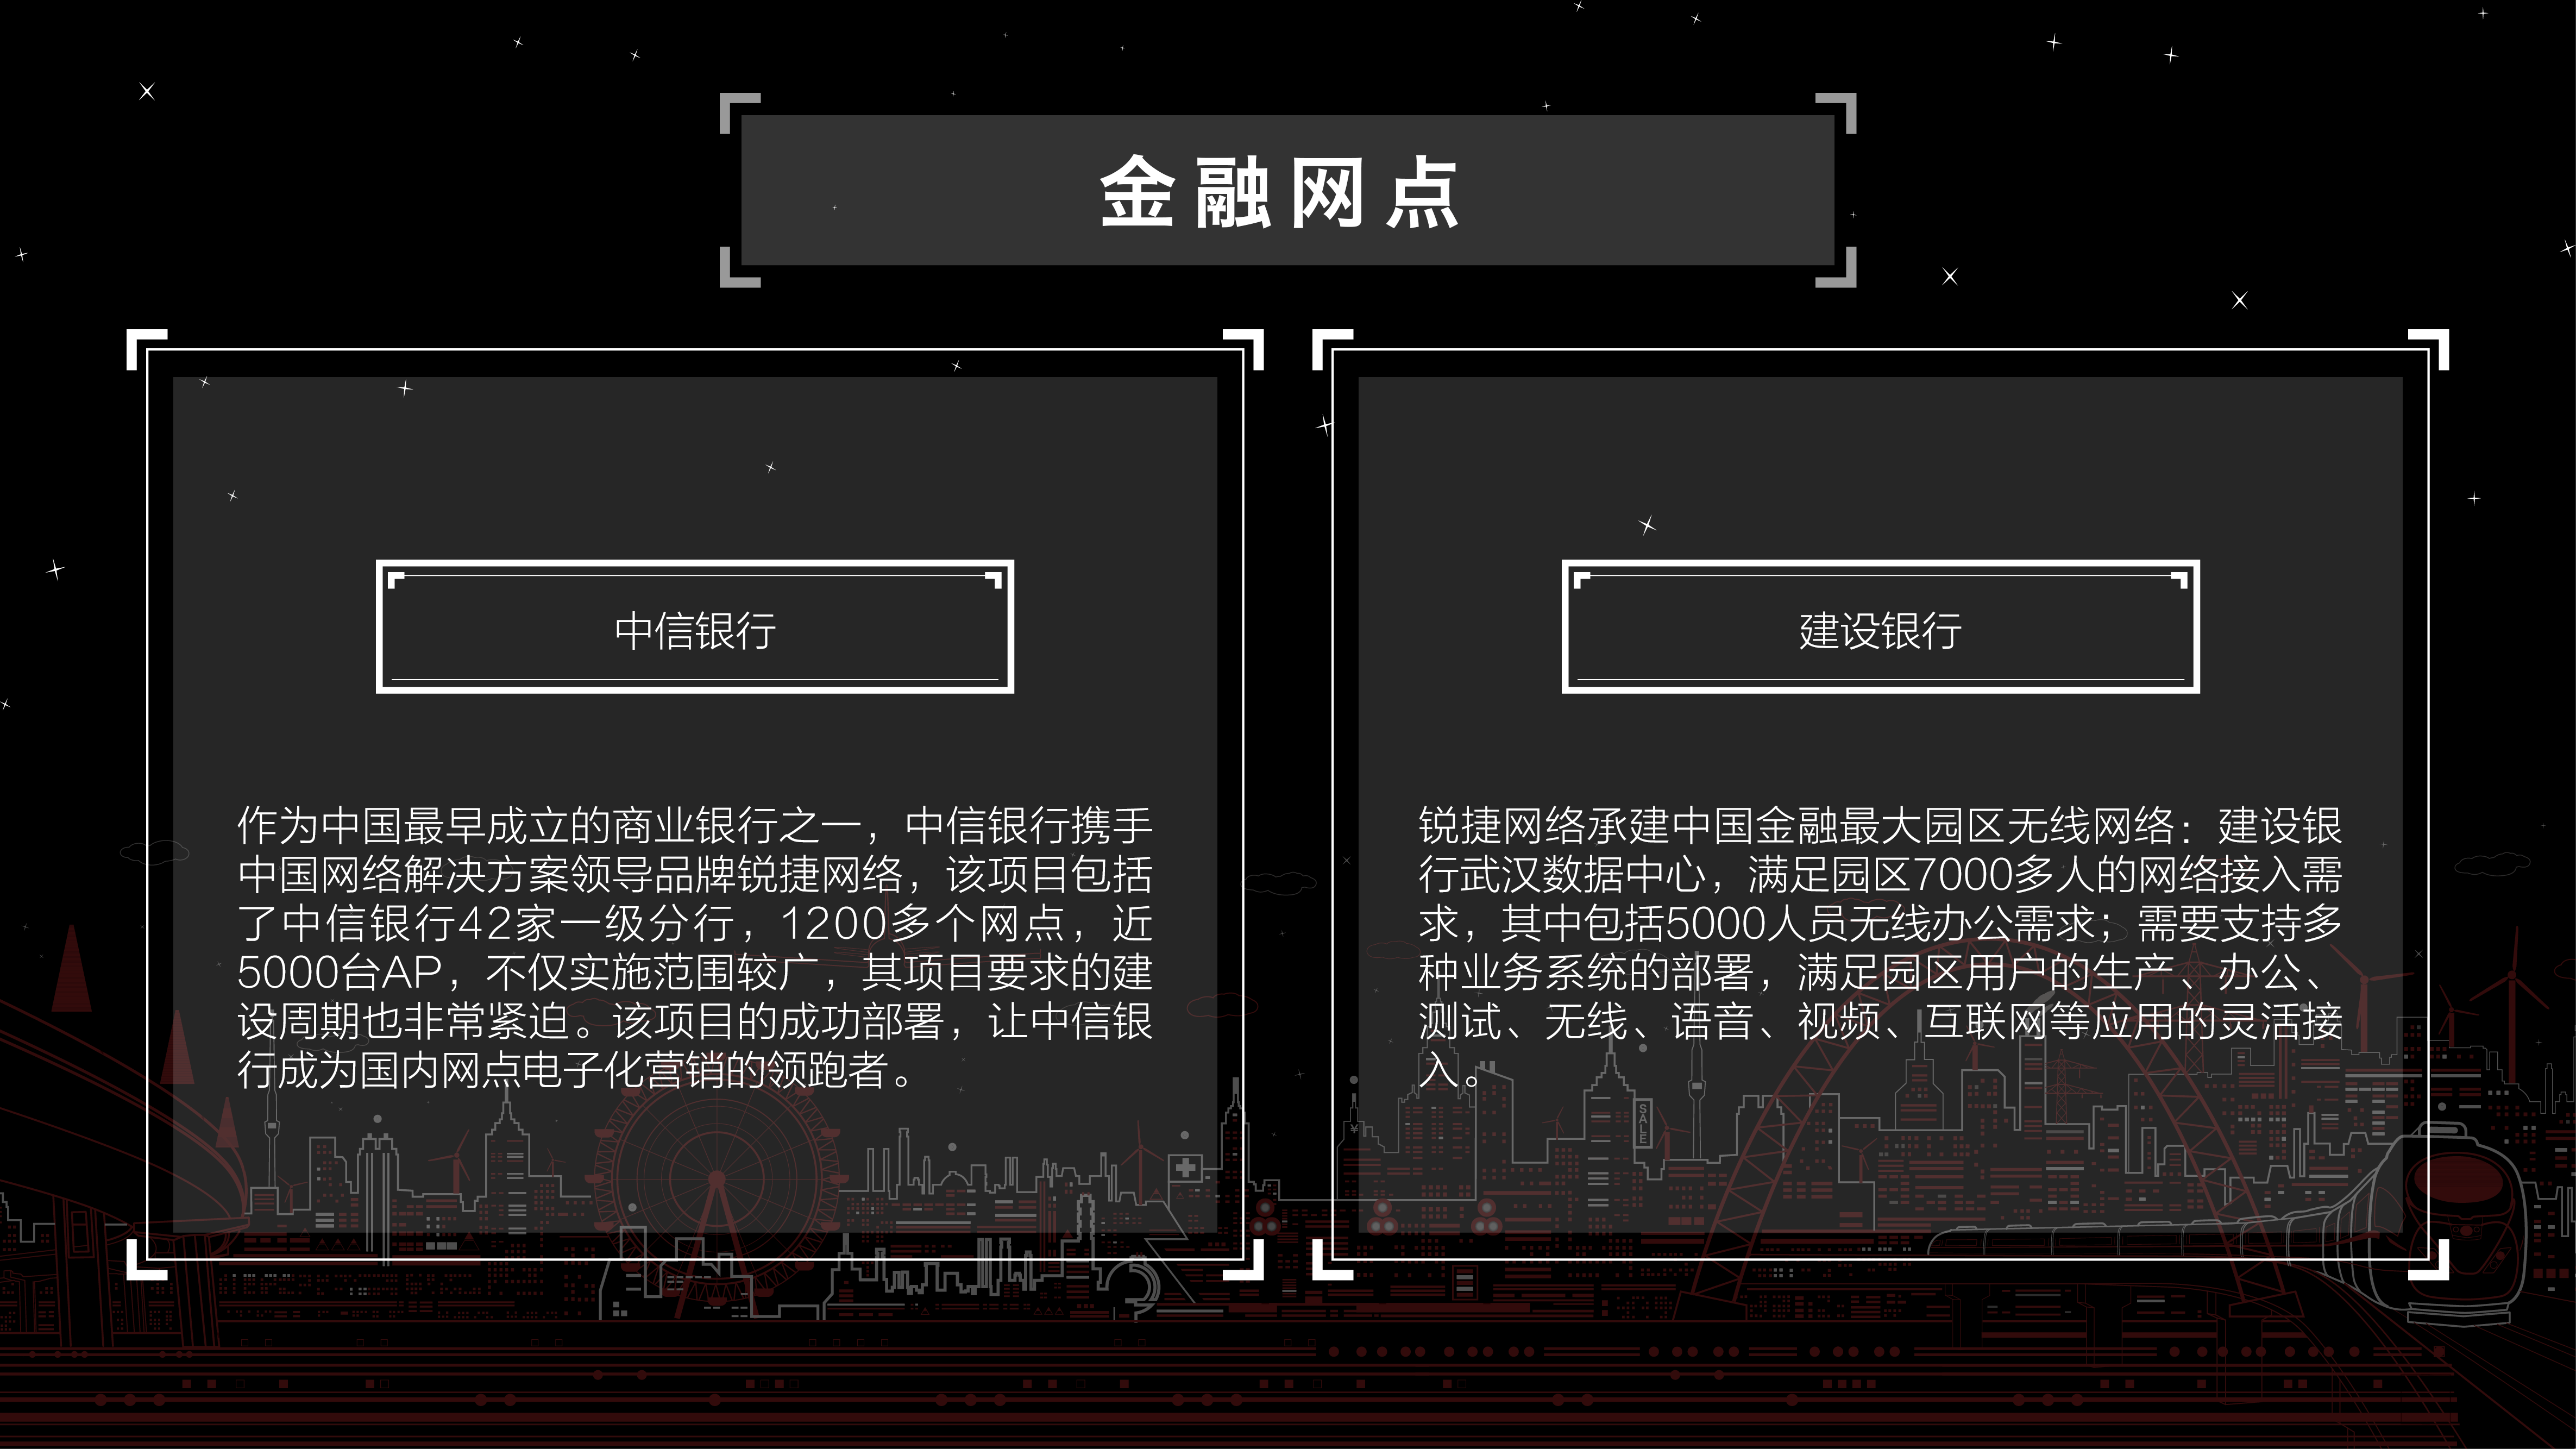 金融网点
中信银行
作为中国最早成立的商业银行之一，中信银行携手
中国网络解决方案领导品牌锐捷网络，该项目包括
了中信银行42家一级分行，1200多个网点，近
5000台AP，不仅实施范围较广，其项目要求的建
设周期也非常紧迫。该项目的成功部署，让中信银
行成为国内网点电子化营销的领跑者。
建设银行
锐捷网络承建中国金融最大园区无线网络：建设银
行武汉数据中心，满足园区7000多人的网络接入需
求，其中包括5000人员无线办公需求；需要支持多
种业务系统的部署，满足园区用户的生产、办公、
测试、无线、语音、视频、互联网等应用的灵活接
入。
SALE
¥